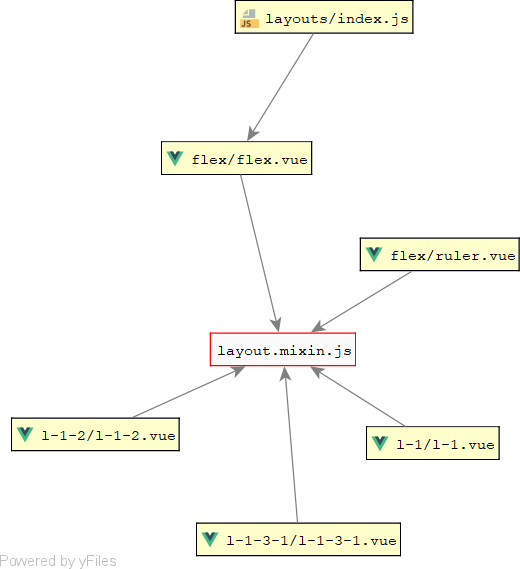 JS
layouts/index.js
flex/flex.vue
flex/ruler.vue
layout.mixin.js
l-1-2/l-1-2.vue
l-1/l-1.vue
l-1-3-1/l-1-3-1.vue
Powered by yFiles